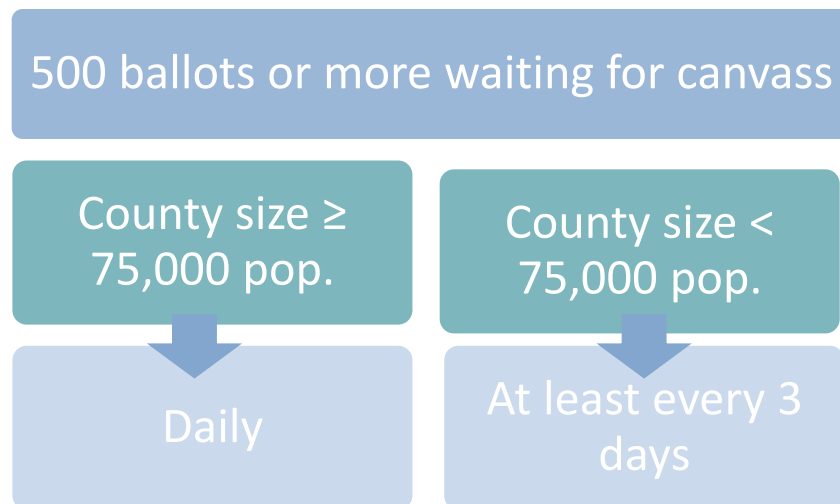 500 ballots or more waiting for canvass
County size ≥
75,000 pop.
County size <
75,000 pop.
Daily
At least every 3
days